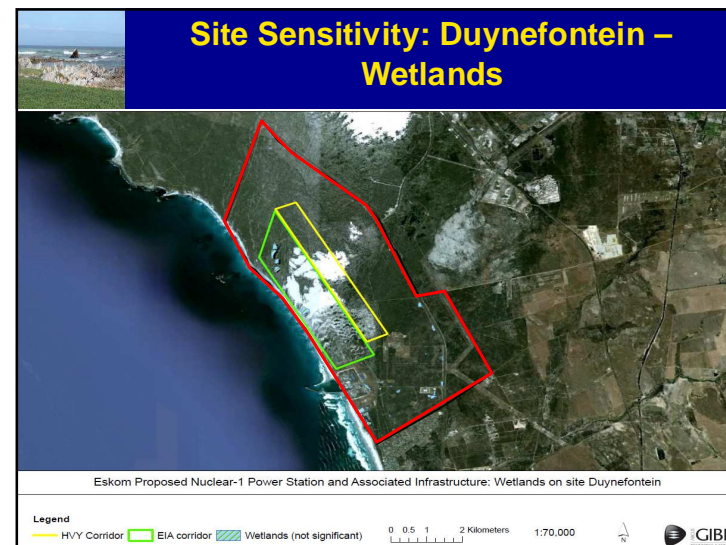 Site Sensitivity: Duynefontein –
Wetlands
Eskom Proposed Nuclear-1 Power Station and Associated Infrastructure: Wetlands on site Duynefontein
Legend
HVY Corridor EIA corridor Wetlands (not significant)
0 0.5 1 2 Kilometers
1:70,000
N
GIBB